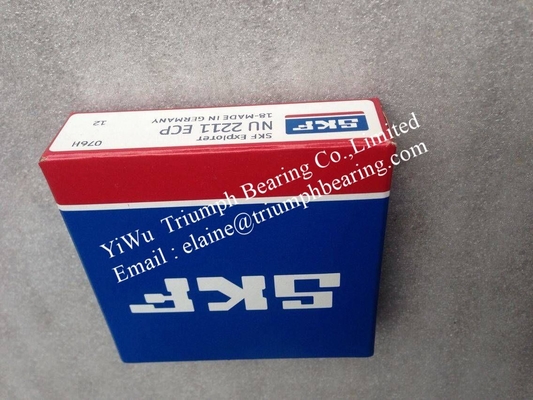 SKF
SKF Explorer
NU 2211 ECP
18-MADE IN GERMANY
076H
12
SKF
YiWu Triumph Bearing Co.,Limited
Email : elaine@triumphbearing.com